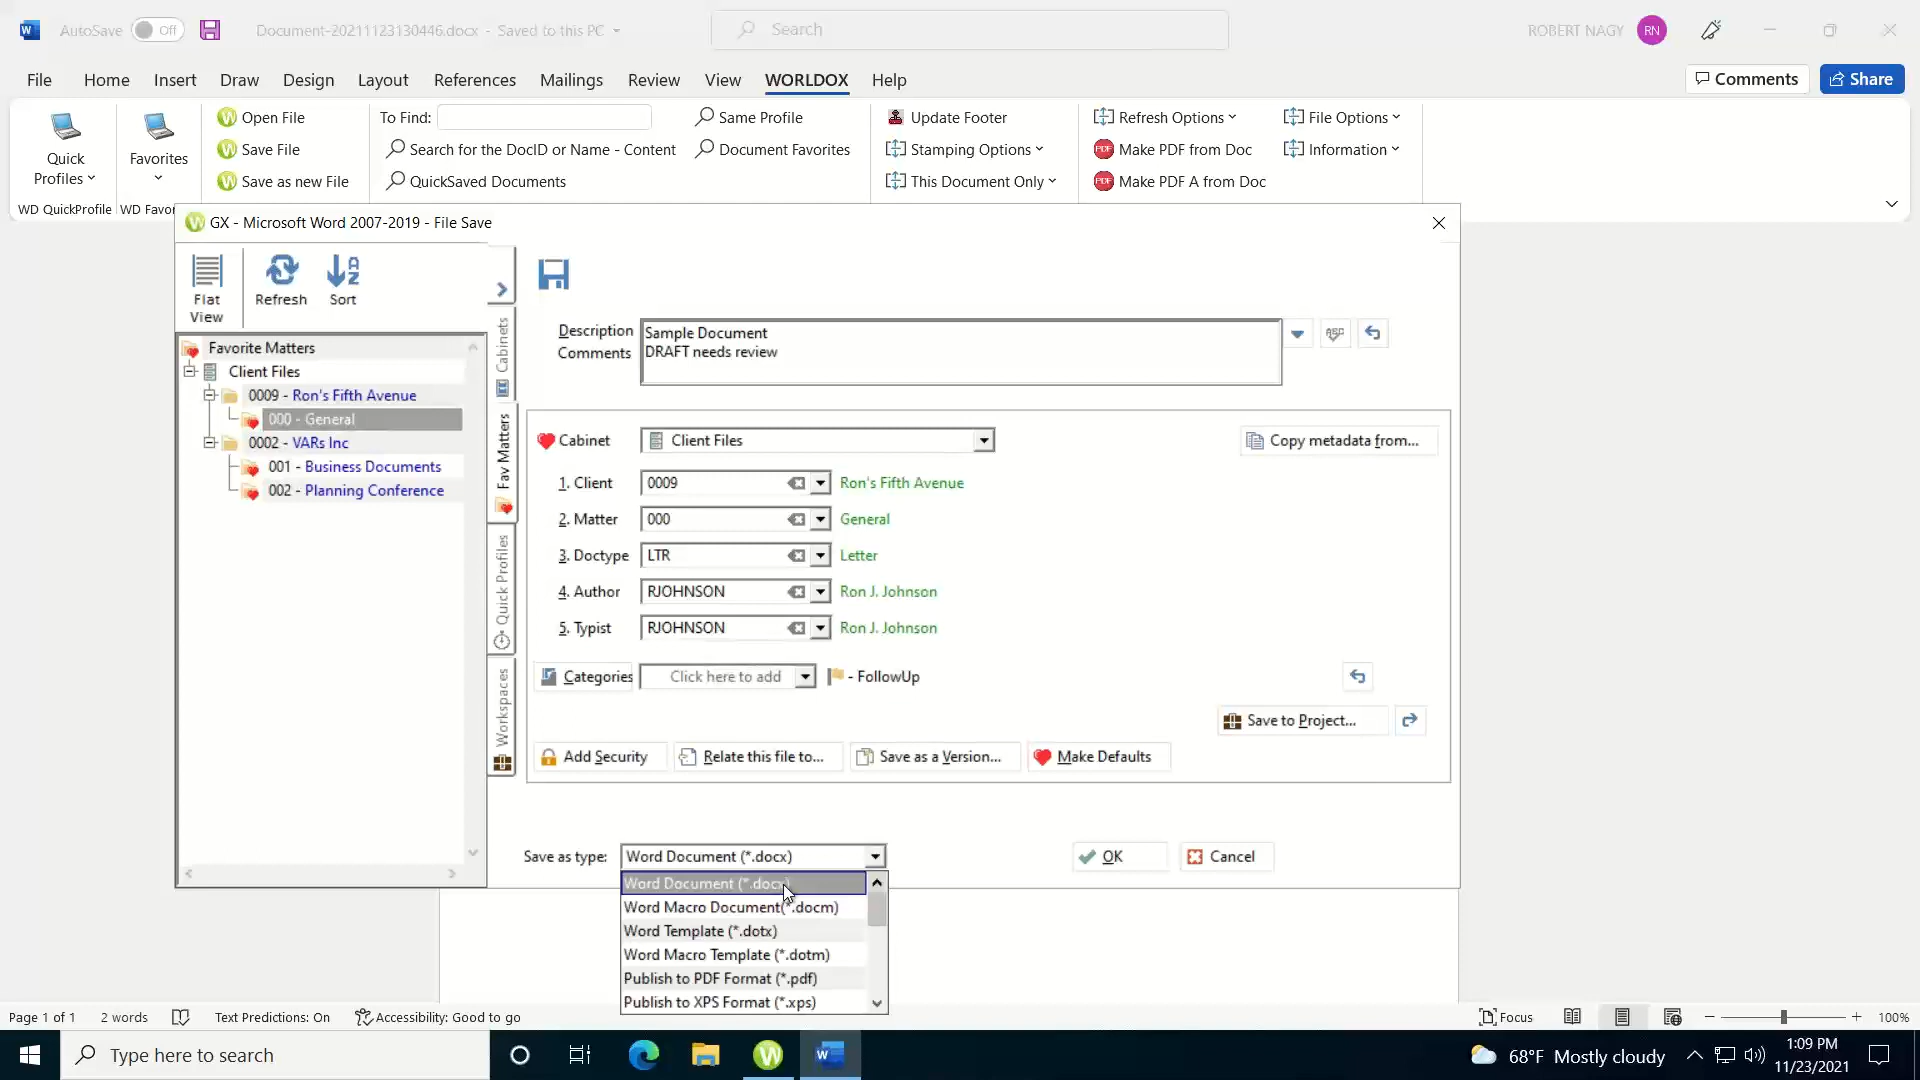 AutoSave Off Document-20211123130446.docx - Saved to this PC Search ROBERT NAGY RN
File Home Insert Draw Design Layout References Mailings Review View WORLDOX Help Comments Share
Quick Profiles
Favorites
Open File
Save File
Save as new File
To Find:
Search for the DocID or Name - Content
QuickSaved Documents
Same Profile
Document Favorites
Update Footer
Stamping Options
This Document Only
Refresh Options
Make PDF from Doc
Make PDF A from Doc
File Options
Information
WD QuickProfile WD Favor
GX - Microsoft Word 2007-2019 - File Save
Flat View
Refresh
Sort
Favorite Matters
Client Files
0009 - Ron's Fifth Avenue
000 - General
0002 - VARs Inc
001 - Business Documents
002 - Planning Conference
Cabinets
Fav Matters
Quick Profiles
Workspaces
Description
Comments
Sample Document
DRAFT needs review
ABC
Cabinet Client Files Copy metadata from...
1. Client 0009 Ron's Fifth Avenue
2. Matter 000 General
3. Doctype LTR Letter
4. Author RJOHNSON Ron J. Johnson
5. Typist RJOHNSON Ron J. Johnson
Categories Click here to add - FollowUp
Save to Project...
Add Security Relate this file to... Save as a Version... Make Defaults
Save as type: Word Document (*.docx) OK Cancel
Word Document (*.docx)
Word Macro Document(*.docm)
Word Template (*.dotx)
Word Macro Template (*.dotm)
Publish to PDF Format (*.pdf)
Publish to XPS Format (*.xps)
Page 1 of 1 2 words Text Predictions: On Accessibility: Good to go Focus 100%
Type here to search 68°F Mostly cloudy 1:09 PM
11/23/2021